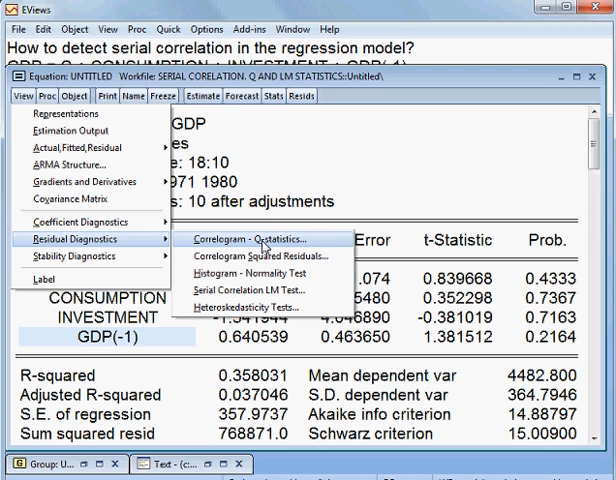 EViews
File Edit Object View Proc Quick Options Add-ins Window Help
How to detect serial correlation in the regression model?
Equation: UNTITLED Workfile: SERIAL CORELATION. Q AND LM STATISTICS::Untitled\
View Proc Object Print Name Freeze Estimate Forecast Stats Resids
Representations
Estimation Output
Actual,Fitted,Residual
ARMA Structure...
Gradients and Derivatives
Covariance Matrix
Coefficient Diagnostics
Residual Diagnostics
Stability Diagnostics
Label
Correlogram - Q-statistics...
Correlogram Squared Residuals...
Histogram - Normality Test
Serial Correlation LM Test...
Heteroskedasticity Tests...
GDP
es
e: 18:10
971 1980
s: 10 after adjustments
Error t-Statistic Prob.
.074 0.839668 0.4333
CONSUMPTION 5480 0.352298 0.7367
INVESTMENT -0.381019 0.7163
GDP(-1) 0.640539 0.463650 1.381512 0.2164
R-squared 0.358031 Mean dependent var 4482.800
Adjusted R-squared 0.037046 S.D. dependent var 364.7946
S.E. of regression 357.9737 Akaike info criterion 14.88797
Sum squared resid 768871.0 Schwarz criterion 15.00900
Group: U... Text - (c:...